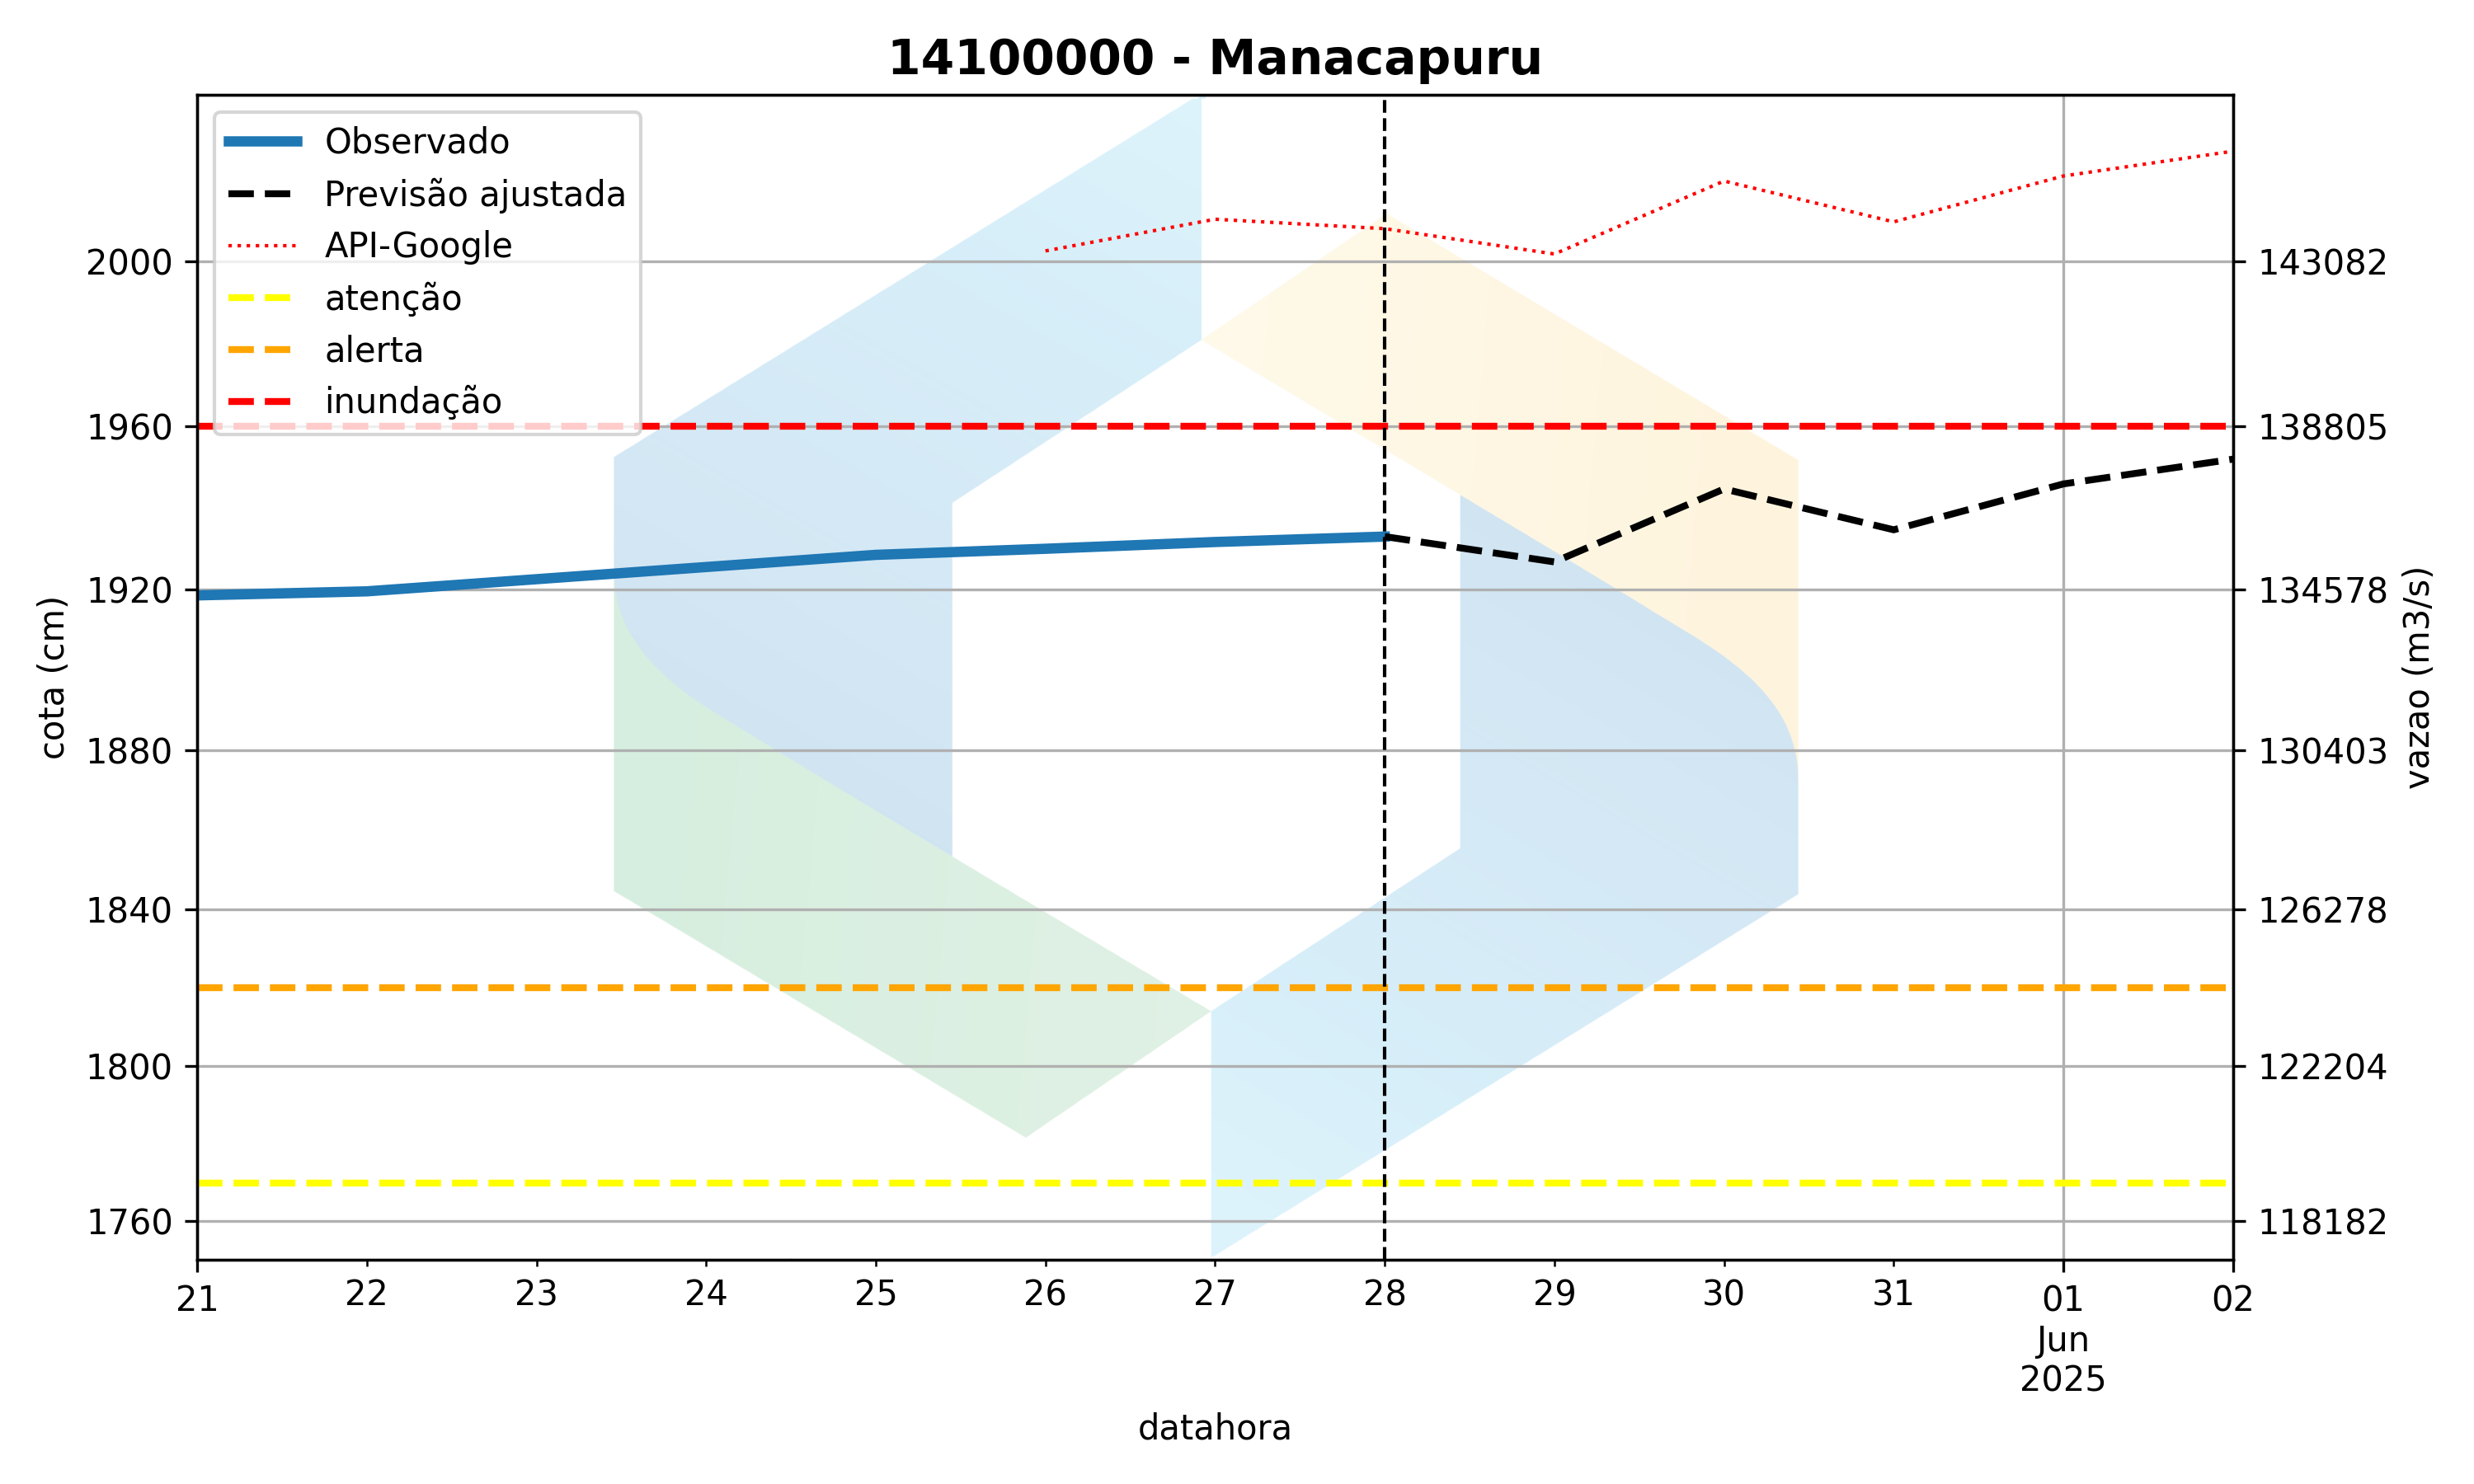 14100000 - Manacapuru
Observado
Previsão ajustada
API-Google
atenção
alerta
inundação
2000
1960
1920
1880
1840
1800
1760
cota (cm)
143082
138805
134578
130403
126278
122204
118182
vazao (m3/s)
21 22 23 24 25 26 27 28 29 30 31 01 02
Jun
2025
datahora